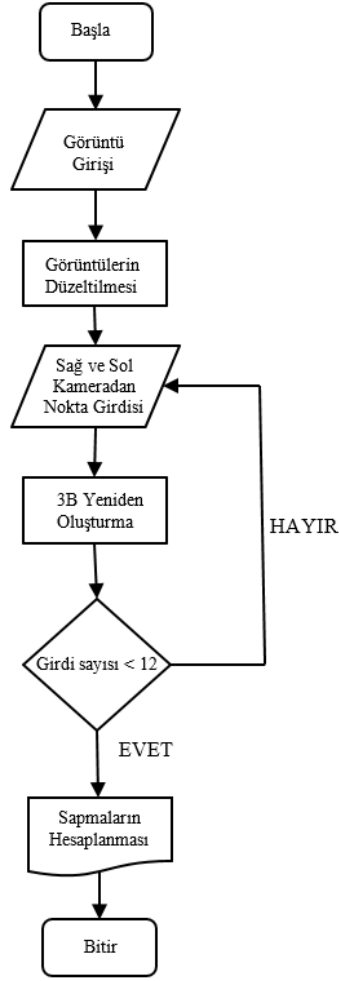 Başla
Görüntü
Girişi
Görüntülerin
Düzeltilmesi
Sağ ve Sol
Kameradan
Nokta Girdisi
3B Yeniden
Oluşturma
HAYIR
Girdi sayısı < 12
EVET
Sapmaların
Hesaplanması
Bitir